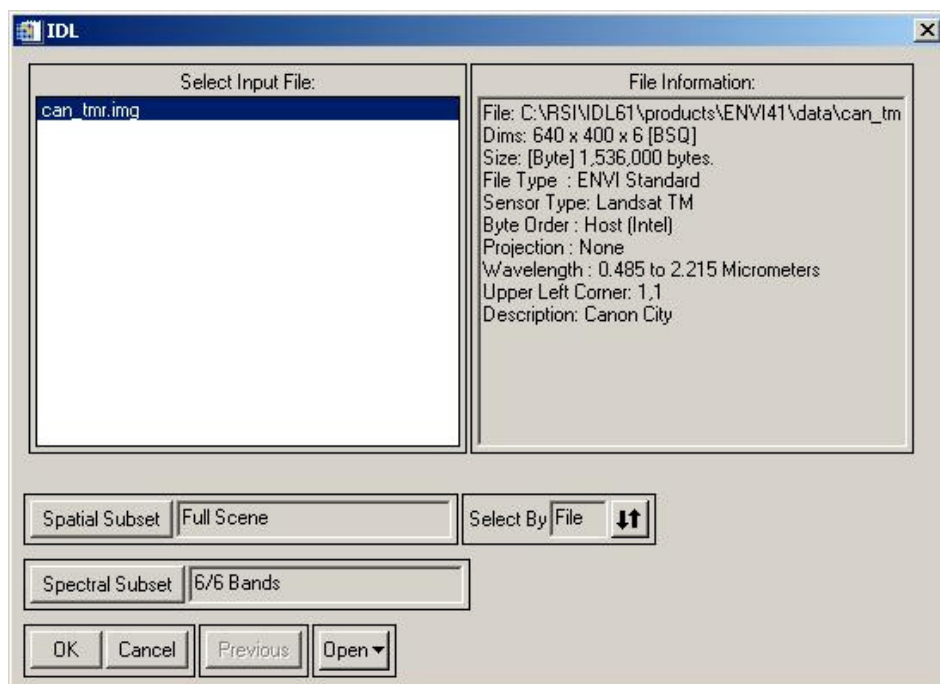 IDL
Select Input File:
can_tmr.img
File Information:
File: C:\RSI\IDL61\products\ENVI41\data\can_tm
Dims: 640 x 400 x 6 [BSQ]
Size: [Byte] 1,536,000 bytes.
File Type : ENVI Standard
Sensor Type: Landsat TM
Byte Order : Host (Intel)
Projection : None
Wavelength : 0.485 to 2.215 Micrometers
Upper Left Corner: 1,1
Description: Canon City
Spatial Subset Full Scene
Select By File
Spectral Subset 6/6 Bands
OK Cancel Previous Open